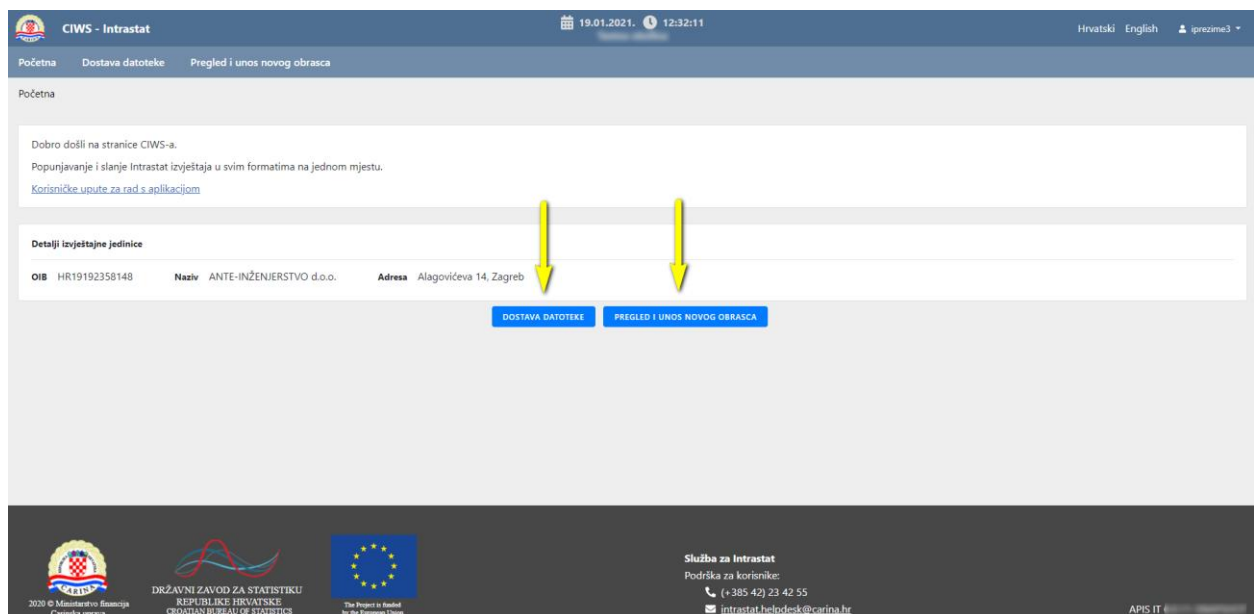 CIWS - Intrastat 19.01.2021. 12:32:11 Hrvatski English iprezime3
Početna Dostava datoteke Pregled i unos novog obrasca
Početna
Dobro došli na stranice CIWS-a.
Popunjavanje i slanje Intrastat izvještaja u svim formatima na jednom mjestu.
Korisničke upute za rad s aplikacijom
Detalji izvještajne jedinice
OIB HR19192358148 Naziv ANTE-INŽENJERSTVO d.o.o. Adresa Alagovićeva 14, Zagreb
DOSTAVA DATOTEKE PREGLED I UNOS NOVOG OBRASCA
CARINA
2020 © Ministarstvo financija
Carinska uprava
DRŽAVNI ZAVOD ZA STATISTIKU
REPUBLIKE HRVATSKE
CROATIAN BUREAU OF STATISTICS
The Project is funded
by the European Union
Služba za Intrastat
Podrška za korisnike:
(+385 42) 23 42 55
intrastat.helpdesk@carina.hr
APIS IT